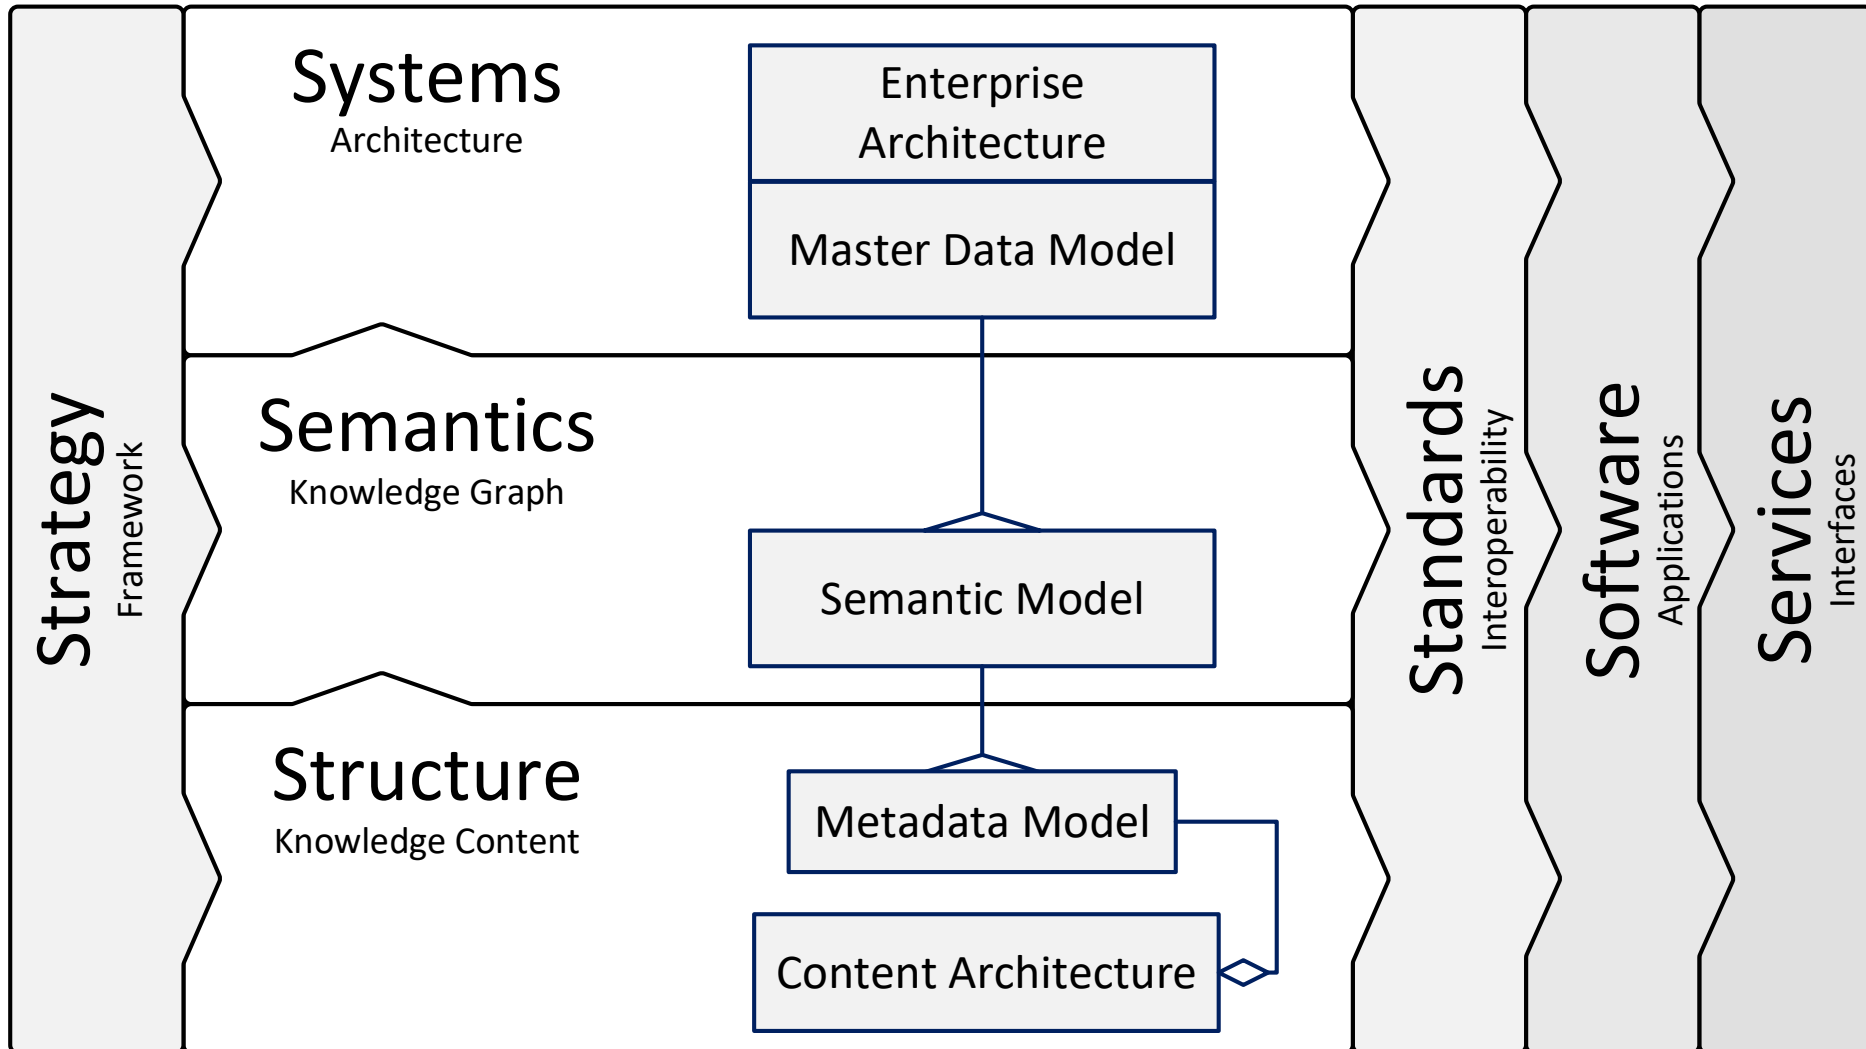 Strategy
Framework
Systems
Architecture
Enterprise
Architecture
Master Data Model
Semantics
Knowledge Graph
Semantic Model
Structure
Knowledge Content
Metadata Model
Content Architecture
Standards
Interoperability
Software
Applications
Services
Interfaces